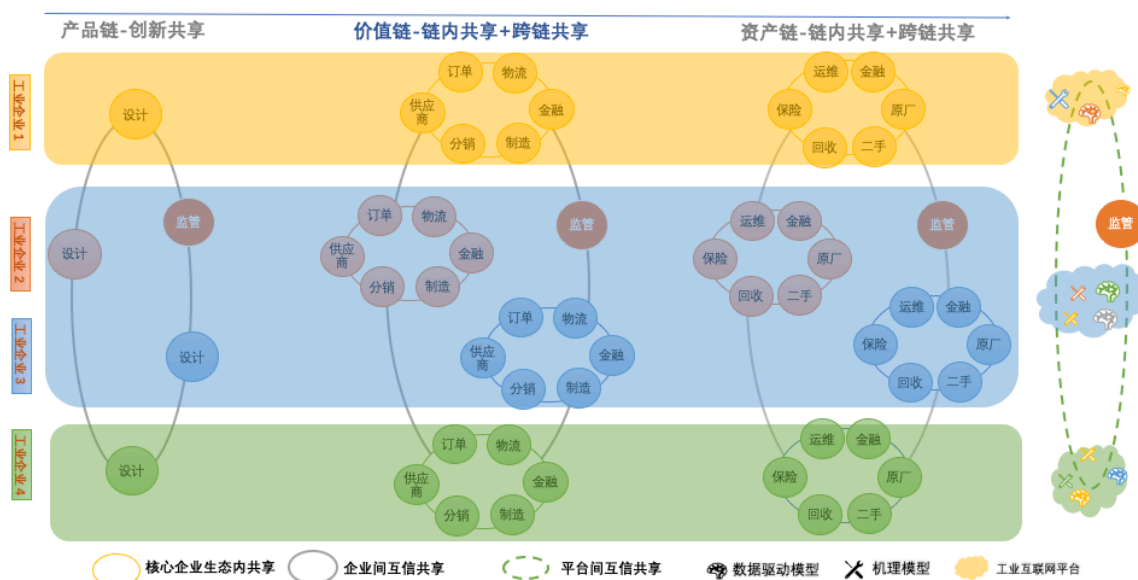 产品链-创新共享
价值链-链内共享+跨链共享
资产链-链内共享+跨链共享
工业企业1
设计
订单
物流
供应
商
金融
分销
制造
运维
金融
保险
原厂
回收
二手
工业企业2
设计
监管
订单
物流
供应
商
金融
分销
制造
监管
运维
金融
保险
原厂
回收
二手
监管
监管
工业企业3
设计
订单
物流
供应
商
金融
分销
制造
运维
金融
保险
原厂
回收
二手
工业企业4
设计
订单
物流
供应
商
金融
分销
制造
运维
金融
保险
原厂
回收
二手
核心企业生态内共享
企业间互信共享
平台间互信共享
数据驱动模型
机理模型
工业互联网平台